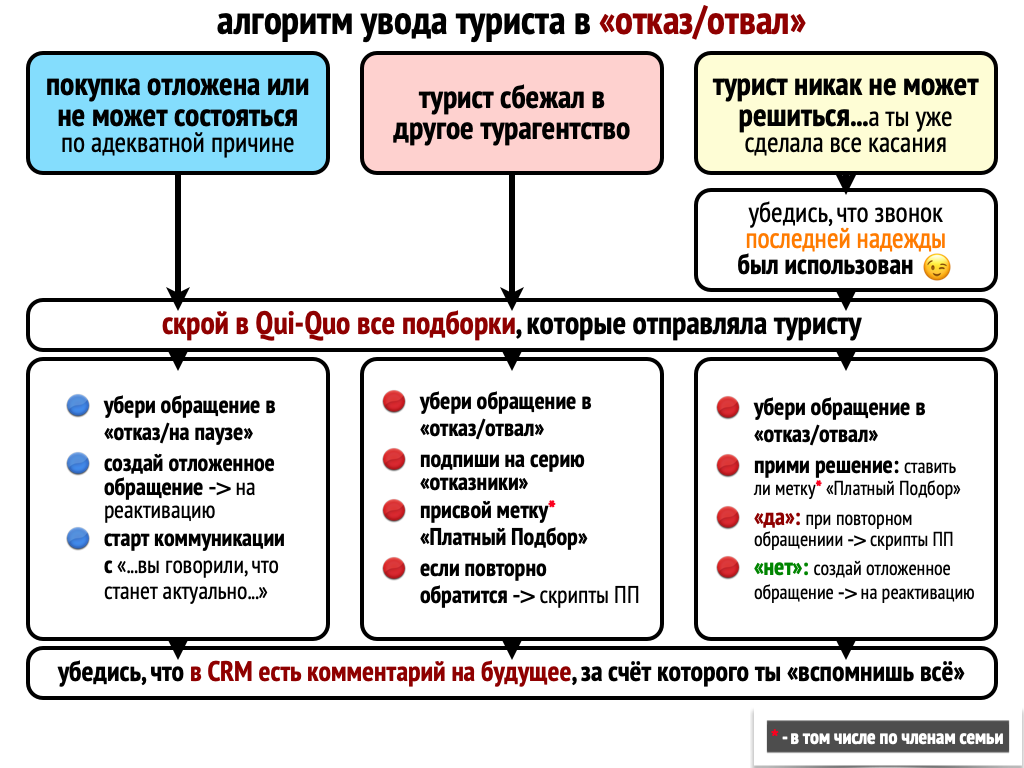 алгоритм увода туриста в «отказ/отвал»
покупка отложена или
не может состояться
по адекватной причине
турист сбежал в
другое турагентство
турист никак не может
решиться...а ты уже
сделала все касания
убедись, что звонок
последней надежды
был использован 😉
скрой в Qui-Quo все подборки, которые отправляла туристу
убери обращение в
«отказ/на паузе»
создай отложенное
обращение -> на
реактивацию
старт коммуникации
с «...вы говорили, что
станет актуально...»
убери обращение в
«отказ/отвал»
подпиши на серию
«отказники»
присвой метку*
«Платный Подбор»
если повторно
обратится -> скрипты ПП
убери обращение в
«отказ/отвал»
прими решение: ставить
ли метку* «Платный Подбор»
«да»: при повторном
обращениии -> скрипты ПП
«нет»: создай отложенное
обращение -> на реактивацию
убедись, что в CRM есть комментарий на будущее, за счёт которого ты «вспомнишь всё»
* - в том числе по членам семьи